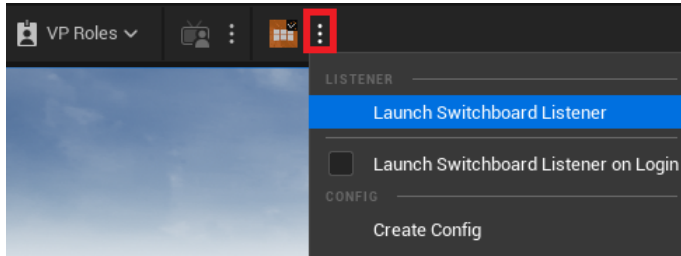 VP Roles
LISTENER
Launch Switchboard Listener
Launch Switchboard Listener on Login
CONFIG
Create Config